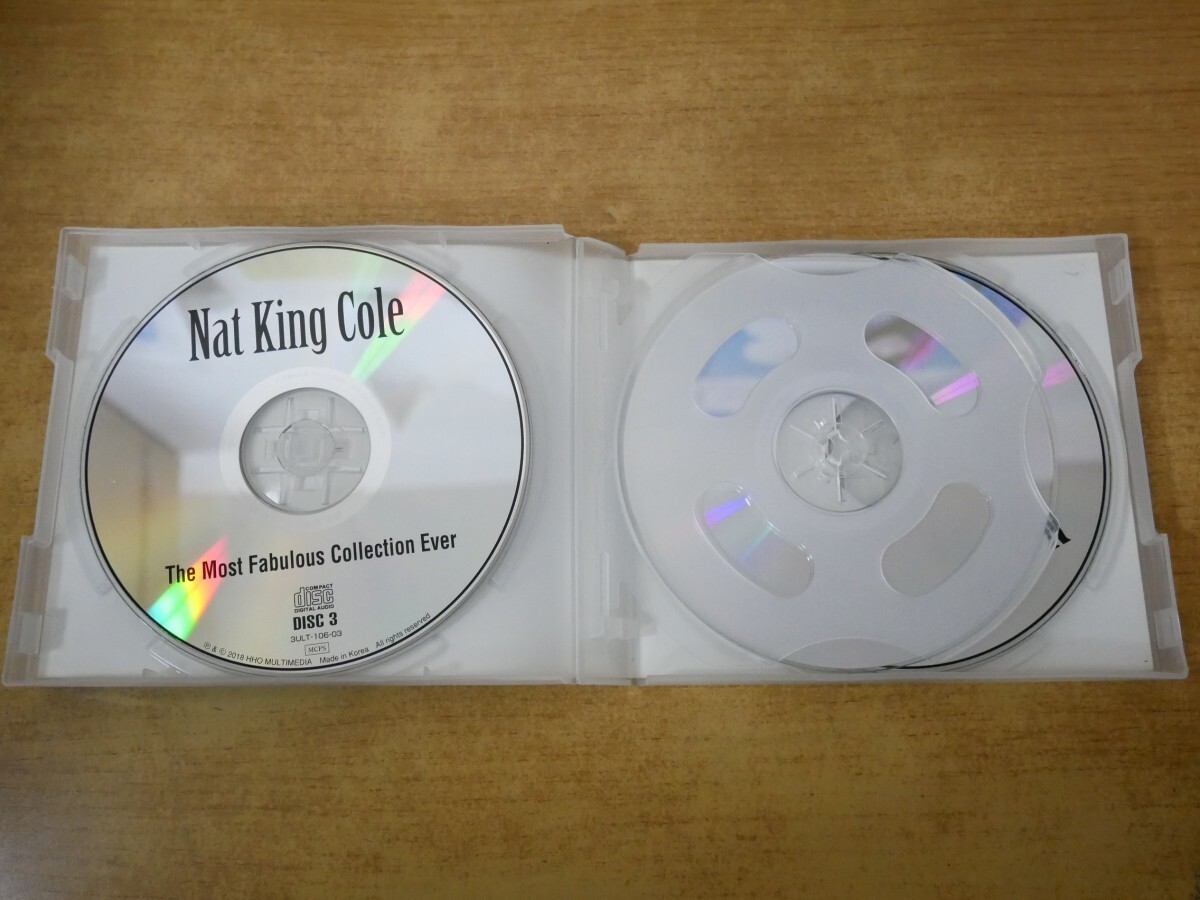 Nat King Cole
The Most Fabulous Collection Ever
COMPACT
disc
DIGITAL AUDIO
DISC 3
3ULT-106-03
MCPS
℗ & © 2018 HHO MULTIMEDIA Made in Korea All rights reserved